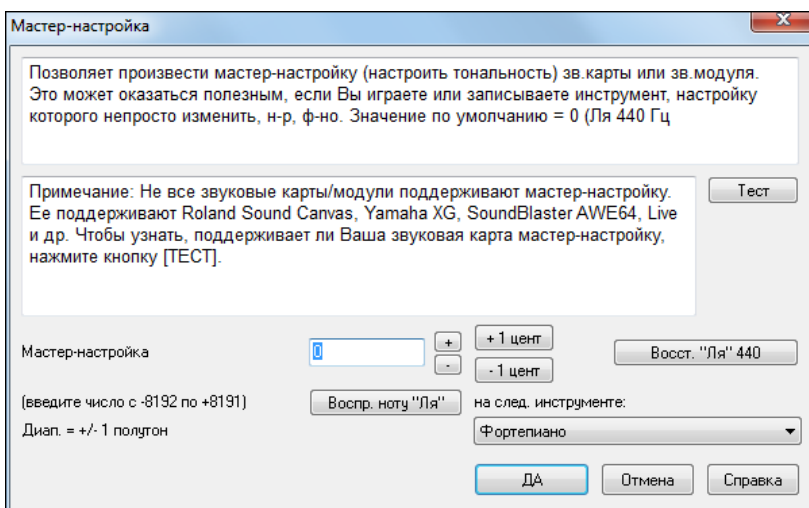 Мастер-настройка
Позволяет произвести мастер-настройку (настроить тональность) зв.карты или зв.модуля.
Это может оказаться полезным, если Вы играете или записываете инструмент, настройку
которого непросто изменить, н-р, ф-но. Значение по умолчанию = 0 (Ля 440 Гц
Примечание: Не все звуковые карты/модули поддерживают мастер-настройку.
Ее поддерживают Roland Sound Canvas, Yamaha XG, SoundBlaster AWE64, Live
и др. Чтобы узнать, поддерживает ли Ваша звуковая карта мастер-настройку,
нажмите кнопку [ТЕСТ].
Тест
Мастер-настройка
0
+
-
+ 1 цент
- 1 цент
Восст. "Ля" 440
(введите число с -8192 по +8191)
Воспр. ноту "Ля"
на след. инструменте:
Диап. = +/- 1 полутон
Фортепиано
ДА
Отмена
Справка